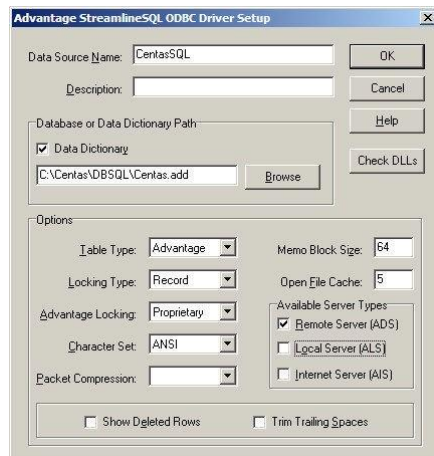 Advantage StreamlineSQL ODBC Driver Setup
Data Source Name: CentasSQL
OK
Description:
Cancel
Database or Data Dictionary Path
Help
Data Dictionary
Check DLLs
C:\Centas\DBSQL\Centas.add
Browse
Options
Table Type: Advantage
Memo Block Size: 64
Locking Type: Record
Open File Cache: 5
Advantage Locking: Proprietary
Available Server Types
Remote Server (ADS)
Character Set: ANSI
Local Server (ALS)
Packet Compression:
Internet Server (AIS)
Show Deleted Rows
Trim Trailing Spaces